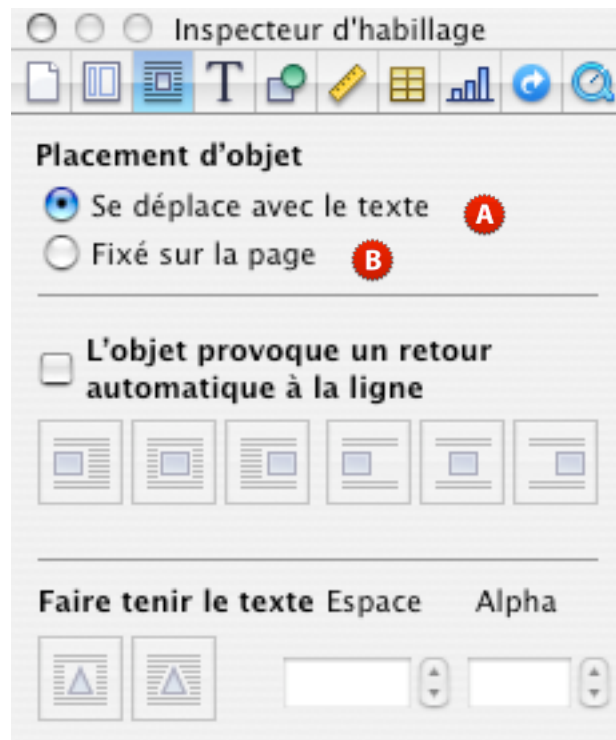 Inspecteur d'habillage
T
Placement d'objet
Se déplace avec le texte A
Fixé sur la page B
L'objet provoque un retour
automatique à la ligne
Faire tenir le texte Espace Alpha